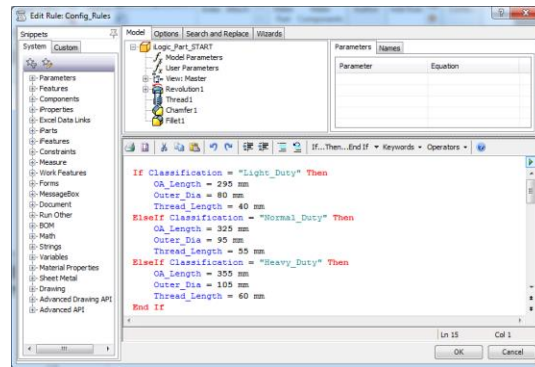 Edit Rule: Config_Rules
Snippets
System Custom
Parameters
Features
Components
iProperties
Excel Data Links
iParts
iFeatures
Constraints
Measure
Work Features
Forms
MessageBox
Document
Run Other
BOM
Math
Strings
Variables
Material Properties
Sheet Metal
Drawing
Advanced Drawing API
Advanced API
Model Options Search and Replace Wizards
iLogic_Part_START
Model Parameters
User Parameters
View: Master
Revolution1
Thread1
Chamfer1
Fillet1
Parameters Names
Parameter Equation
If...Then...End If Keywords Operators
If Classification = "Light_Duty" Then
OA_Length = 295 mm
Outer_Dia = 80 mm
Thread_Length = 40 mm
ElseIf Classification = "Normal_Duty" Then
OA_Length = 325 mm
Outer_Dia = 95 mm
Thread_Length = 55 mm
ElseIf Classification = "Heavy_Duty" Then
OA_Length = 355 mm
Outer_Dia = 105 mm
Thread_Length = 60 mm
End If
Ln 15 Col 1
OK Cancel